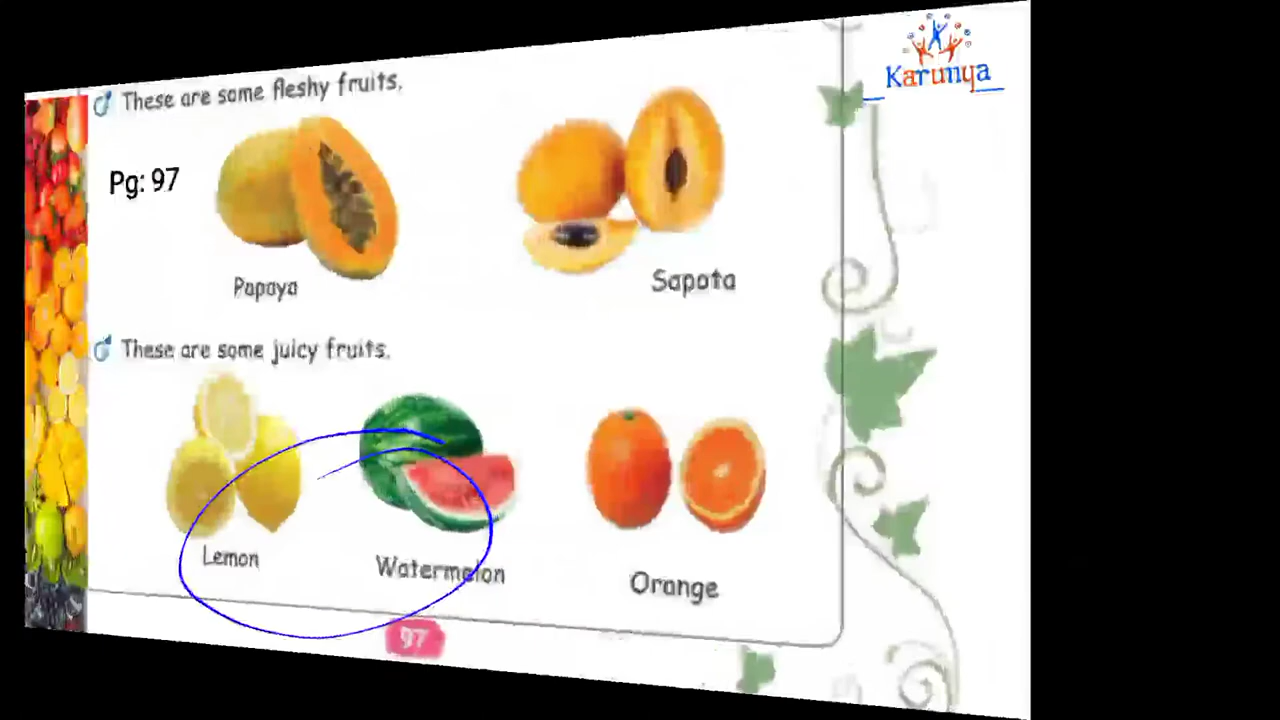 Karunya
These are some fleshy fruits.
Pg: 97
Papaya
Sapota
These are some juicy fruits.
Lemon
Watermelon
Orange
97